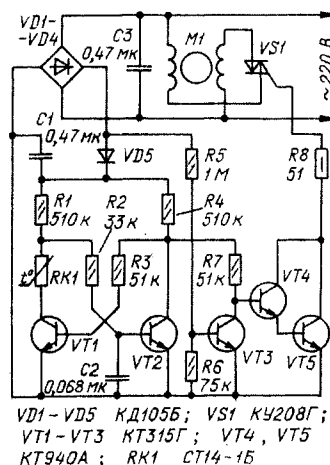 VD1-
-VD4
C3
0,47 мк
M1
VS1
~220 В
C1
0,47 мк
VD5
R5
1 М
R8
51
R1
510 к
R2
33 к
R4
510 к
t°
RK1
R3
51 к
R7
51 к
VT4
VT1
VT2
VT3
VT5
C2
0,068 мк
R6
75 к
VD1-VD5 КД105Б; VS1 КУ208Г;
VT1-VT3 КТ315Г; VT4, VT5
КТ940А; RK1 СТ14-1Б